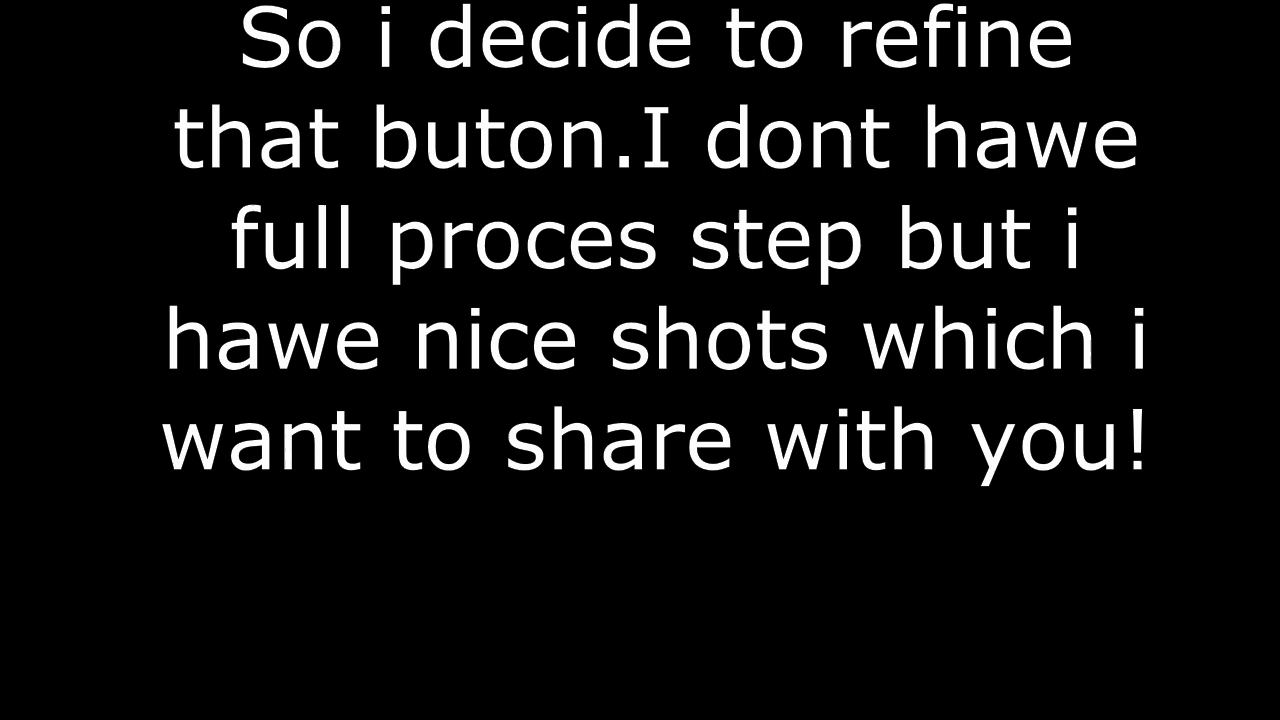 So i decide to refine
that buton.I dont hawe
full proces step but i
hawe nice shots which i
want to share with you!